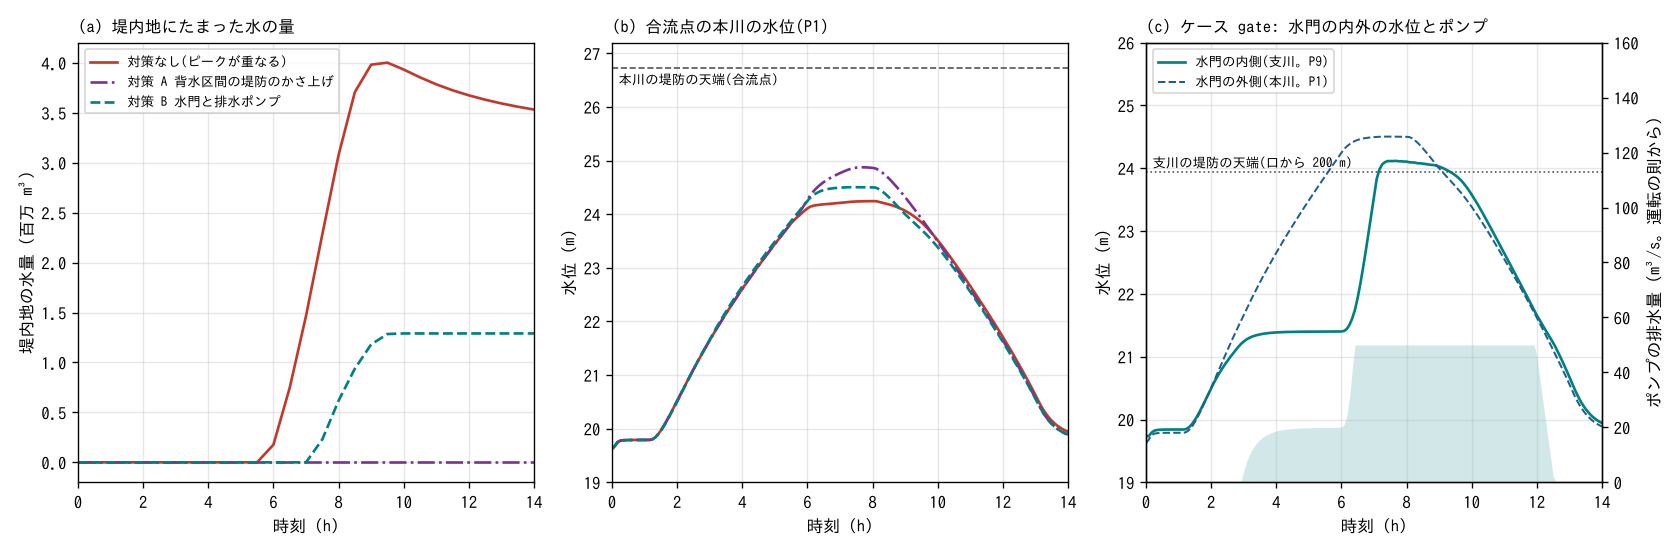 (a) 堤内地にたまった水の量
堤内地の水量 (百万 m³)
4.0
3.5
3.0
2.5
2.0
1.5
1.0
0.5
0.0
対策なし(ピークが重なる)
対策 A 背水区間の堤防のかさ上げ
対策 B 水門と排水ポンプ
0 2 4 6 8 10 12 14
時刻 (h)
(b) 合流点の本川の水位(P1)
水位 (m)
27
26
25
24
23
22
21
20
19
本川の堤防の天端(合流点)
0 2 4 6 8 10 12 14
時刻 (h)
(c) ケース gate: 水門の内外の水位とポンプ
水位 (m)
26
25
24
23
22
21
20
19
水門の内側(支川。P9)
水門の外側(本川。P1)
支川の堤防の天端(口から 200 m)
0 2 4 6 8 10 12 14
時刻 (h)
160
140
120
100
80
60
40
20
0
ポンプの排水量 (m³/s。運転の則から)